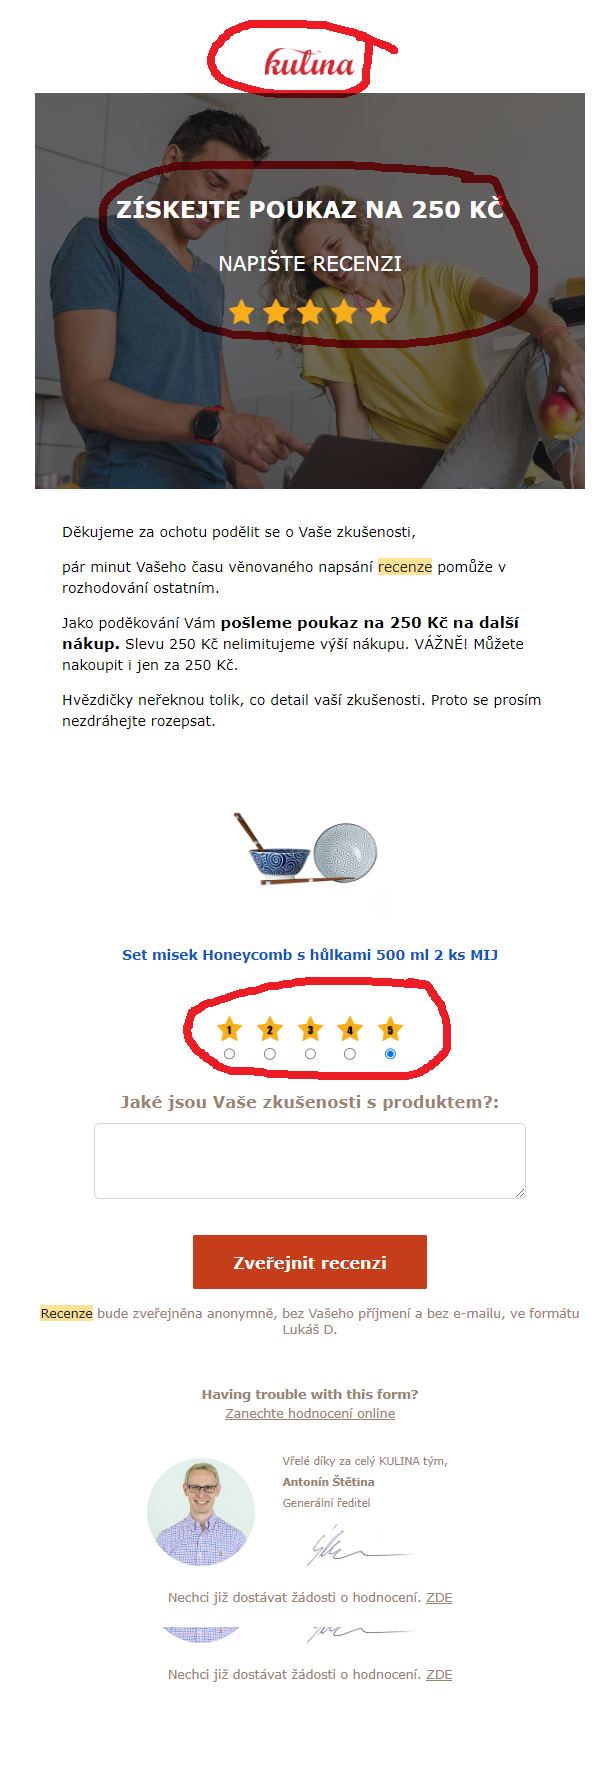 kulina
ZÍSKEJTE POUKAZ NA 250 KČ
NAPIŠTE RECENZI
Děkujeme za ochotu podělit se o Vaše zkušenosti,
pár minut Vašeho času věnovaného napsání recenze pomůže v
rozhodování ostatním.
Jako poděkování Vám pošleme poukaz na 250 Kč na další
nákup. Slevu 250 Kč nelimitujeme výší nákupu. VÁŽNĚ! Můžete
nakoupit i jen za 250 Kč.
Hvězdičky neřeknou tolik, co detail vaší zkušenosti. Proto se prosím
nezdráhejte rozepsat.
Set misek Honeycomb s hůlkami 500 ml 2 ks MIJ
1 2 3 4 5
Jaké jsou Vaše zkušenosti s produktem?:
Zveřejnit recenzi
Recenze bude zveřejněna anonymně, bez Vašeho příjmení a bez e-mailu, ve formátu
Lukáš D.
Having trouble with this form?
Zanechte hodnocení online
Vřelé díky za celý KULINA tým,
Antonín Štětina
Generální ředitel
Nechci již dostávat žádosti o hodnocení. ZDE
Nechci již dostávat žádosti o hodnocení. ZDE